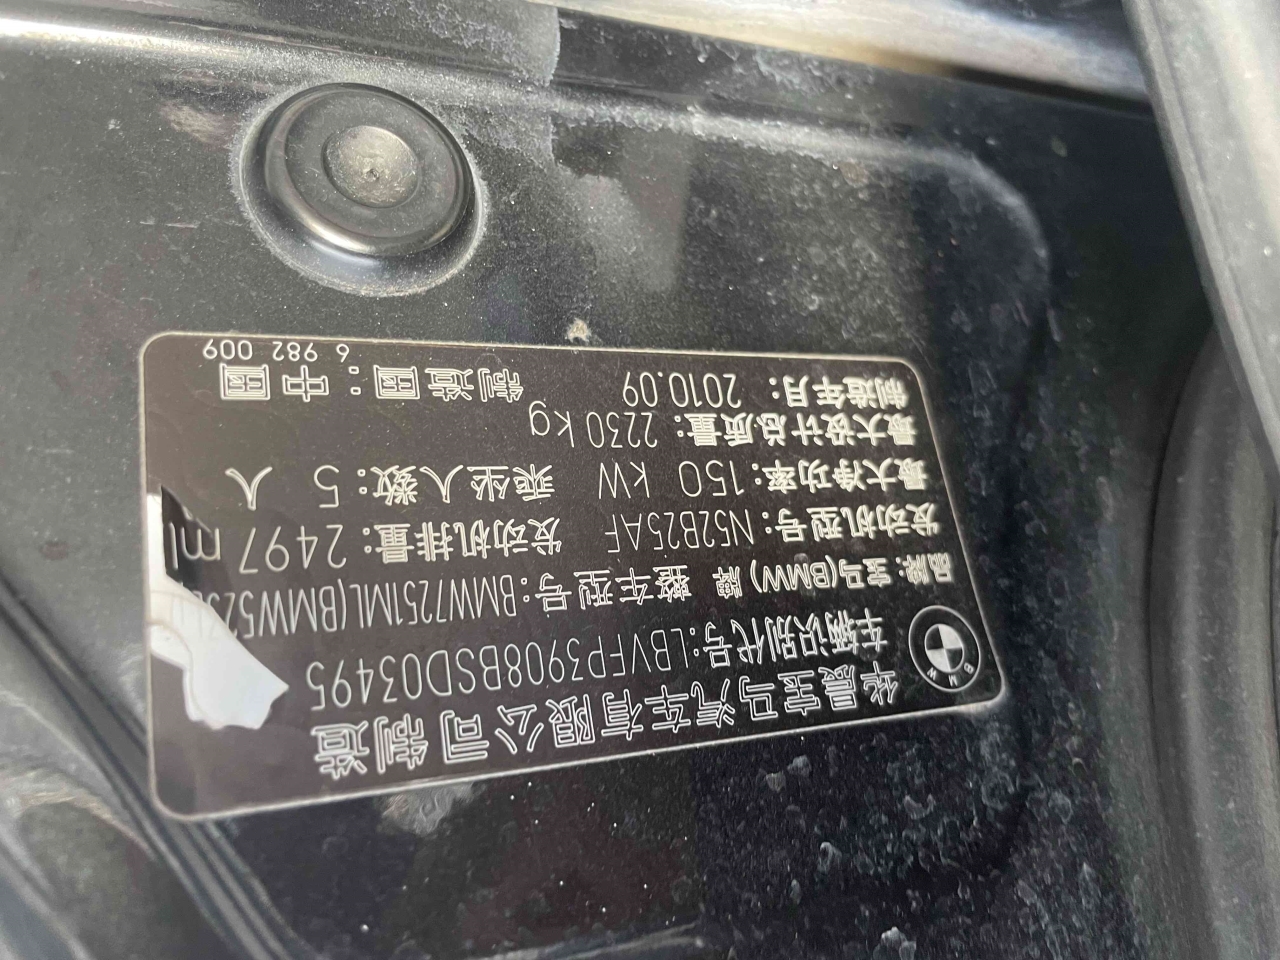 华晨宝马汽车有限公司 制造
车辆识别代号:LBVFP3908BSD03495
品牌:宝马(BMW)牌 整车型号:BMW7251ML(BMW523
发动机型号:N52B25AF 发动机排量:2497 ml
最大净功率:150 kW 乘坐人数:5 人
最大设计总质量:2230 kg
制造年月:2010.09 制造国:中国
6 982 009
BMW